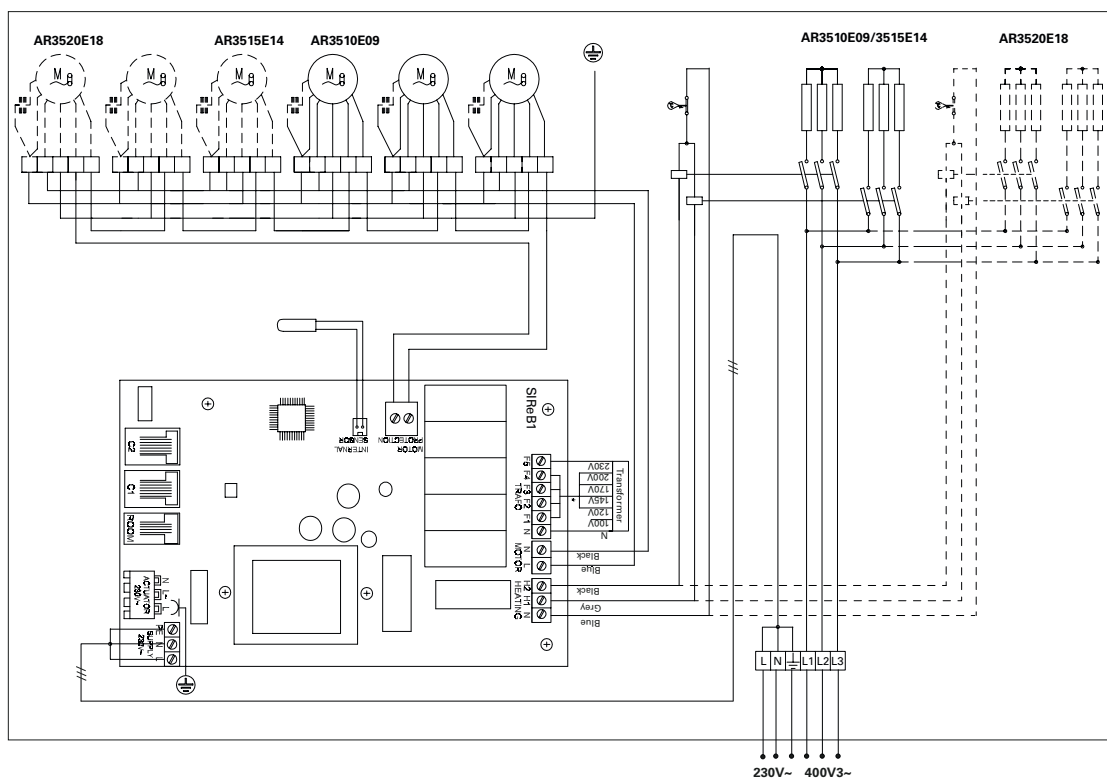 AR3520E18
AR3515E14
AR3510E09
AR3510E09/3515E14
AR3520E18
M
M
M
M
M
M
SIReB1
INTERNAL
SENSOR
MOTOR
PROTECTION
C2
C1
ROOM
ACTUATOR
230V~
N
L~
L
SUPPLY
230V~
PE
N
L
TRAFO
F5
F4
F3
F2
F1
N
Transformer
230V
200V
170V
145V
120V
100V
N
*
MOTOR
N
L
Black
Blue
HEATING
H2
H1
N
Black
Grey
Blue
L N L1 L2 L3
230V~ 400V3~